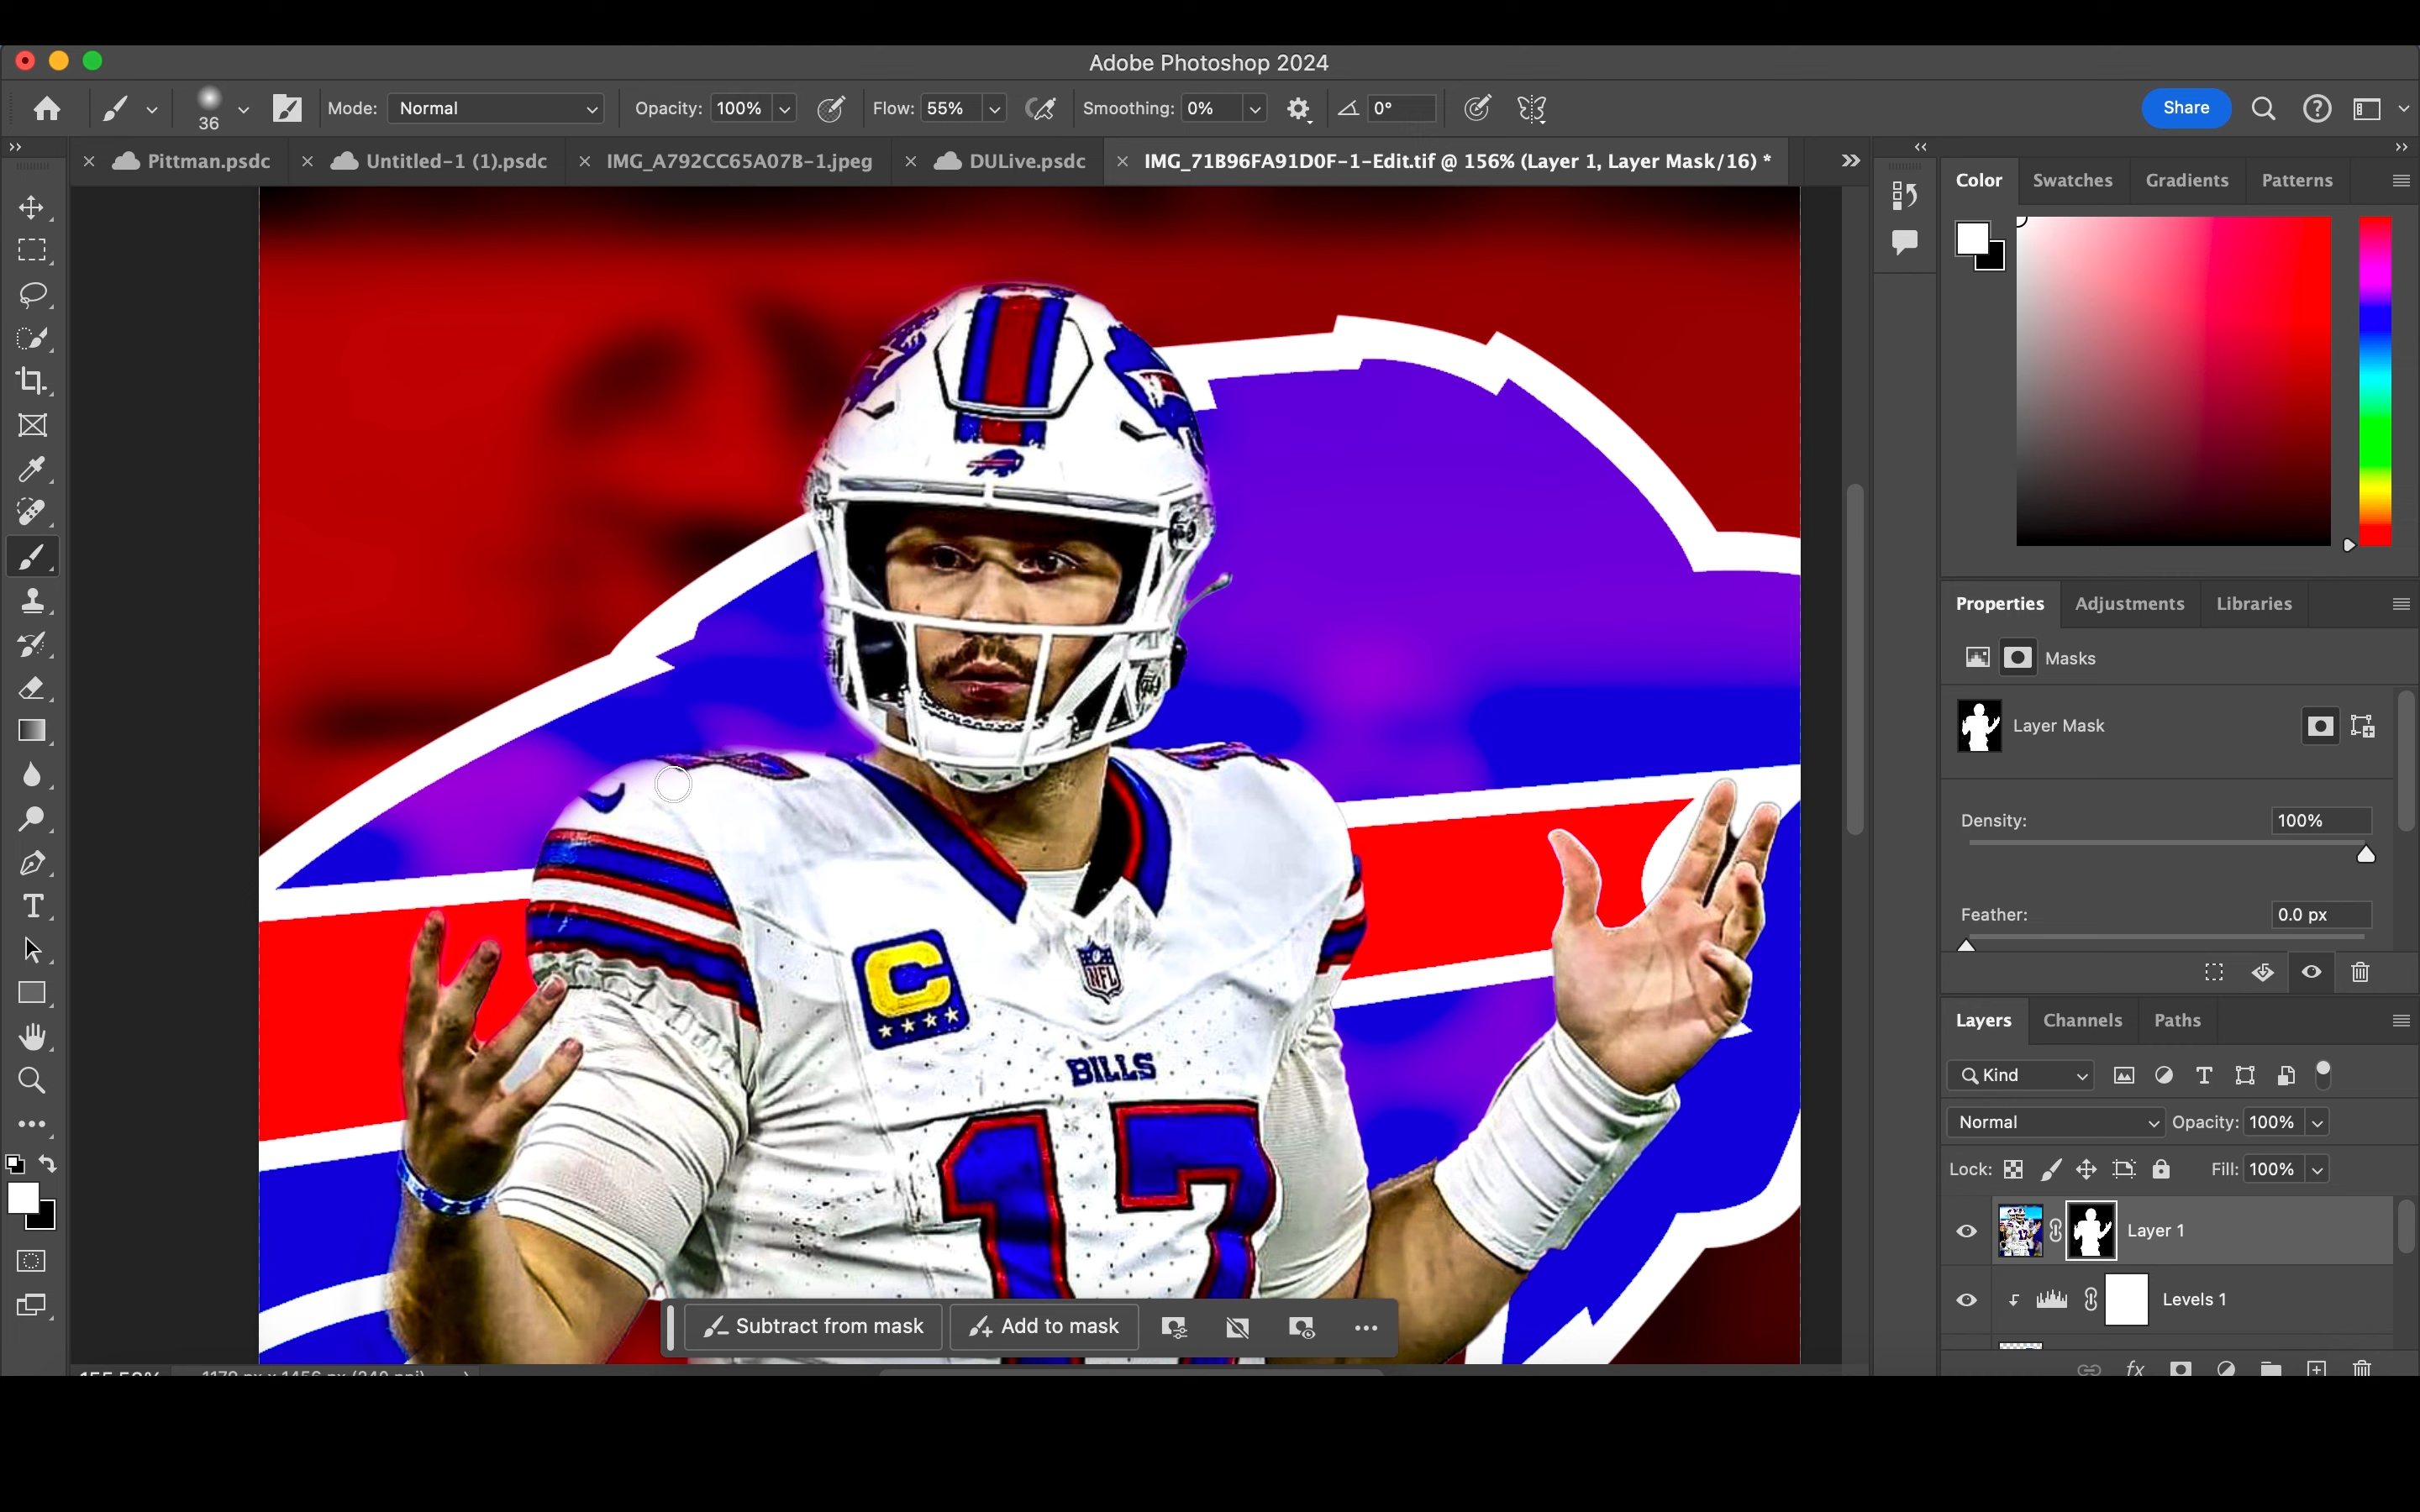 Adobe Photoshop 2024
36 Mode: Normal Opacity: 100% Flow: 55% Smoothing: 0% 0° Share
Pittman.psdc Untitled-1 (1).psdc IMG_A792CC65A07B-1.jpeg DULive.psdc IMG_71B96FA91D0F-1-Edit.tif @ 156% (Layer 1, Layer Mask/16) *
Color Swatches Gradients Patterns
Properties Adjustments Libraries
Masks
Layer Mask
Density: 100%
Feather: 0.0 px
C
NFL
BILLS
17
Subtract from mask Add to mask
Layers Channels Paths
Kind
Normal Opacity: 100%
Lock: Fill: 100%
Layer 1
Levels 1
fx